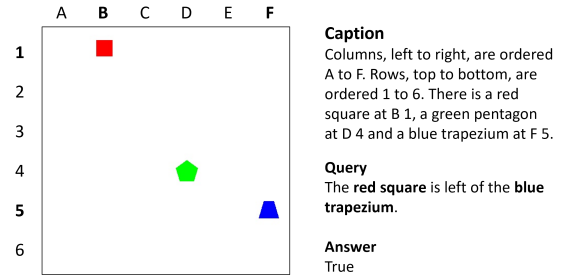 A B C D E F
1
2
3
4
5
6
Caption
Columns, left to right, are ordered
A to F. Rows, top to bottom, are
ordered 1 to 6. There is a red
square at B 1, a green pentagon
at D 4 and a blue trapezium at F 5.
Query
The red square is left of the blue
trapezium.
Answer
True